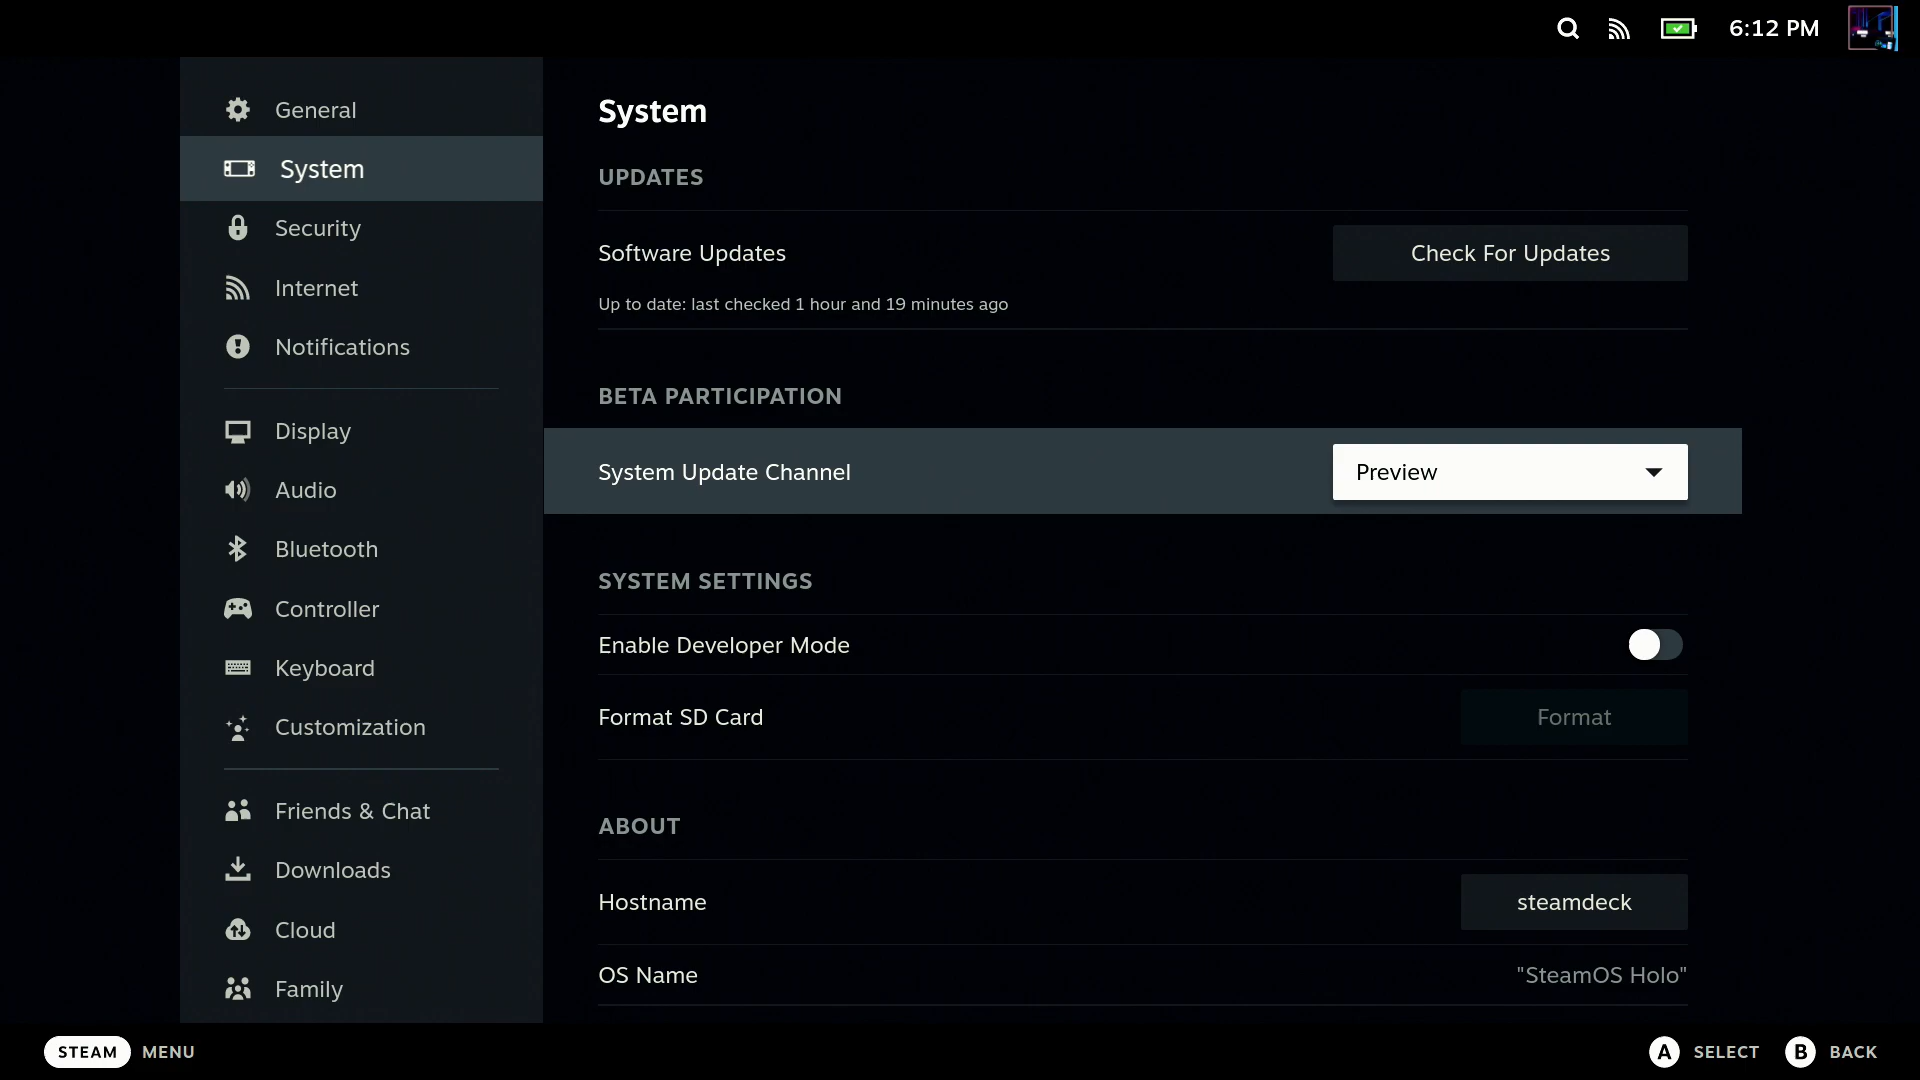 6:12 PM
General
System
Security
Internet
Notifications
Display
Audio
Bluetooth
Controller
Keyboard
Customization
Friends & Chat
Downloads
Cloud
Family
System
UPDATES
Software Updates
Check For Updates
Up to date: last checked 1 hour and 19 minutes ago
BETA PARTICIPATION
System Update Channel
Preview
SYSTEM SETTINGS
Enable Developer Mode
Format SD Card
Format
ABOUT
Hostname
steamdeck
OS Name
"SteamOS Holo"
STEAM MENU
A SELECT B BACK